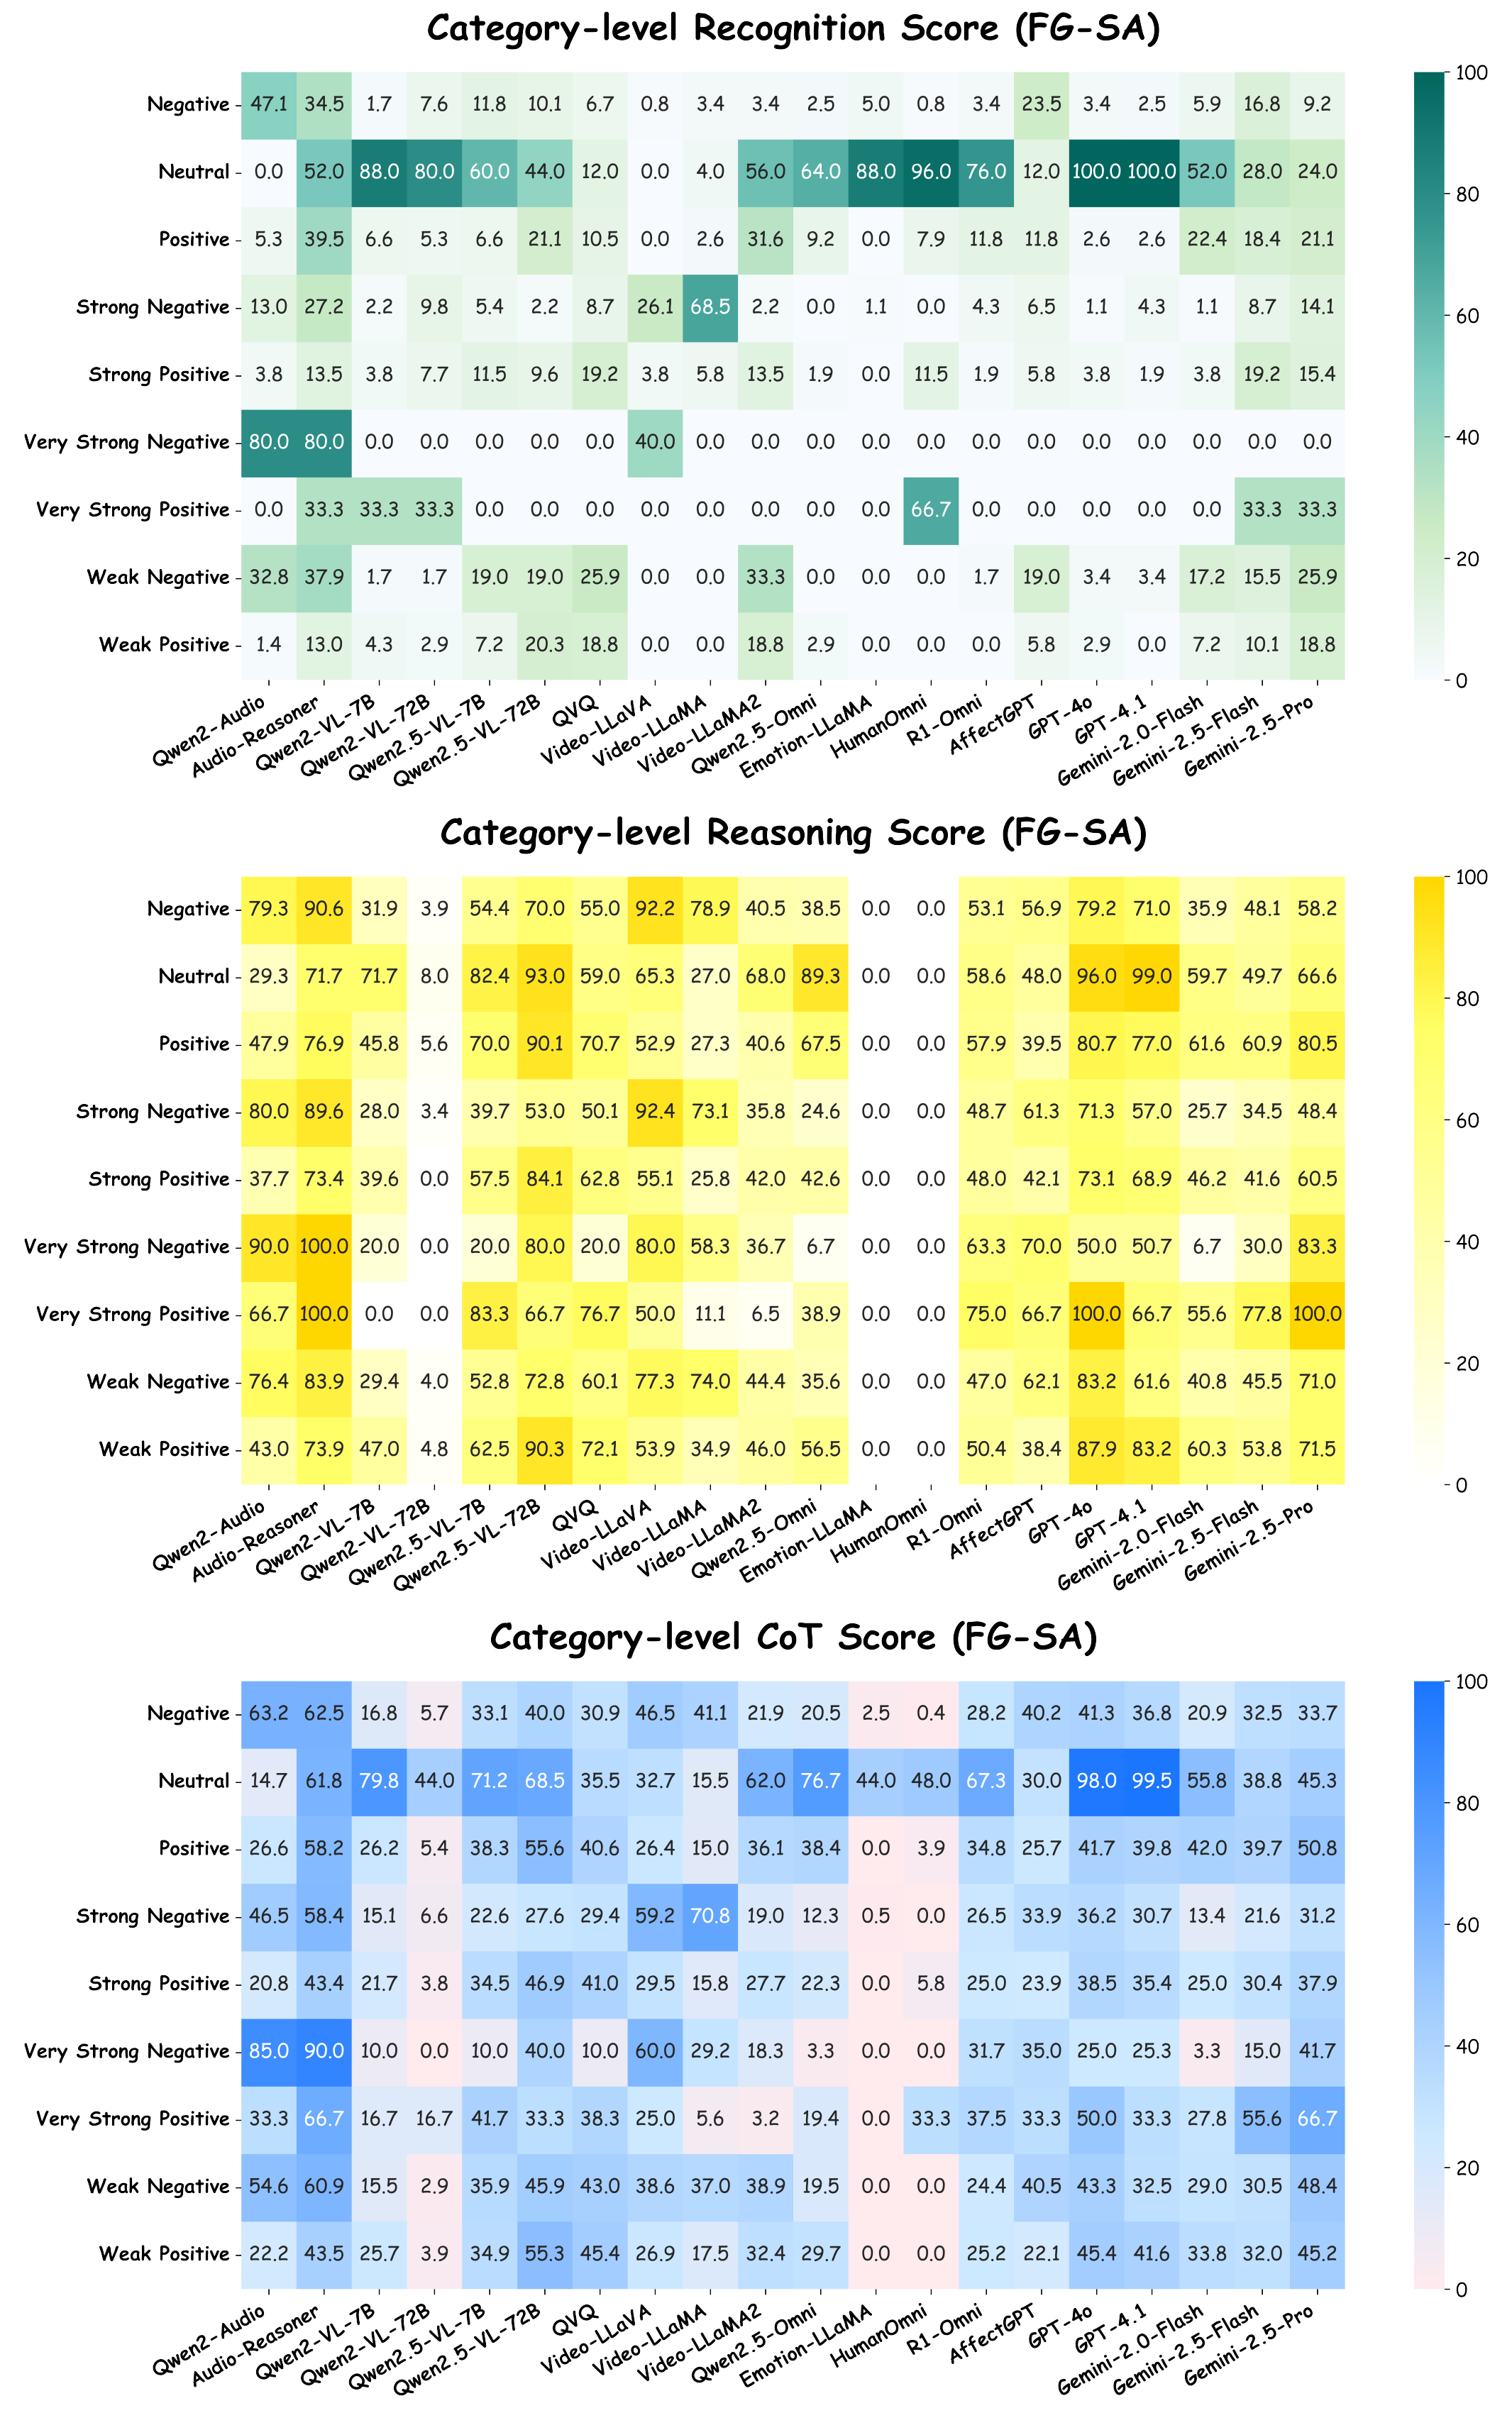 Category-level Recognition Score (FG-SA)
Negative 47.1 34.5 1.7 7.6 11.8 10.1 6.7 0.8 3.4 3.4 2.5 5.0 0.8 3.4 23.5 3.4 2.5 5.9 16.8 9.2
Neutral 0.0 52.0 88.0 80.0 60.0 44.0 12.0 0.0 4.0 56.0 64.0 88.0 96.0 76.0 12.0 100.0 100.0 52.0 28.0 24.0
Positive 5.3 39.5 6.6 5.3 6.6 21.1 10.5 0.0 2.6 31.6 9.2 0.0 7.9 11.8 11.8 2.6 2.6 22.4 18.4 21.1
Strong Negative 13.0 27.2 2.2 9.8 5.4 2.2 8.7 26.1 68.5 2.2 0.0 1.1 0.0 4.3 6.5 1.1 4.3 1.1 8.7 14.1
Strong Positive 3.8 13.5 3.8 7.7 11.5 9.6 19.2 3.8 5.8 13.5 1.9 0.0 11.5 1.9 5.8 3.8 1.9 3.8 19.2 15.4
Very Strong Negative 80.0 80.0 0.0 0.0 0.0 0.0 0.0 40.0 0.0 0.0 0.0 0.0 0.0 0.0 0.0 0.0 0.0 0.0 0.0 0.0
Very Strong Positive 0.0 33.3 33.3 33.3 0.0 0.0 0.0 0.0 0.0 0.0 0.0 0.0 66.7 0.0 0.0 0.0 0.0 0.0 33.3 33.3
Weak Negative 32.8 37.9 1.7 1.7 19.0 19.0 25.9 0.0 0.0 33.3 0.0 0.0 0.0 1.7 19.0 3.4 3.4 17.2 15.5 25.9
Weak Positive 1.4 13.0 4.3 2.9 7.2 20.3 18.8 0.0 0.0 18.8 2.9 0.0 0.0 0.0 5.8 2.9 0.0 7.2 10.1 18.8
Qwen2-Audio Audio-Reasoner Qwen2-VL-7B Qwen2-VL-72B Qwen2.5-VL-7B Qwen2.5-VL-72B QVQ Video-LLaVA Video-LLaMA Video-LLaMA2 Qwen2.5-Omni Emotion-LLaMA HumanOmni R1-Omni AffectGPT GPT-4o GPT-4.1 Gemini-2.0-Flash Gemini-2.5-Flash Gemini-2.5-Pro
100
80
60
40
20
0
Category-level Reasoning Score (FG-SA)
Negative 79.3 90.6 31.9 3.9 54.4 70.0 55.0 92.2 78.9 40.5 38.5 0.0 0.0 53.1 56.9 79.2 71.0 35.9 48.1 58.2
Neutral 29.3 71.7 71.7 8.0 82.4 93.0 59.0 65.3 27.0 68.0 89.3 0.0 0.0 58.6 48.0 96.0 99.0 59.7 49.7 66.6
Positive 47.9 76.9 45.8 5.6 70.0 90.1 70.7 52.9 27.3 40.6 67.5 0.0 0.0 57.9 39.5 80.7 77.0 61.6 60.9 80.5
Strong Negative 80.0 89.6 28.0 3.4 39.7 53.0 50.1 92.4 73.1 35.8 24.6 0.0 0.0 48.7 61.3 71.3 57.0 25.7 34.5 48.4
Strong Positive 37.7 73.4 39.6 0.0 57.5 84.1 62.8 55.1 25.8 42.0 42.6 0.0 0.0 48.0 42.1 73.1 68.9 46.2 41.6 60.5
Very Strong Negative 90.0 100.0 20.0 0.0 20.0 80.0 20.0 80.0 58.3 36.7 6.7 0.0 0.0 63.3 70.0 50.0 50.7 6.7 30.0 83.3
Very Strong Positive 66.7 100.0 0.0 0.0 83.3 66.7 76.7 50.0 11.1 6.5 38.9 0.0 0.0 75.0 66.7 100.0 66.7 55.6 77.8 100.0
Weak Negative 76.4 83.9 29.4 4.0 52.8 72.8 60.1 77.3 74.0 44.4 35.6 0.0 0.0 47.0 62.1 83.2 61.6 40.8 45.5 71.0
Weak Positive 43.0 73.9 47.0 4.8 62.5 90.3 72.1 53.9 34.9 46.0 56.5 0.0 0.0 50.4 38.4 87.9 83.2 60.3 53.8 71.5
Qwen2-Audio Audio-Reasoner Qwen2-VL-7B Qwen2-VL-72B Qwen2.5-VL-7B Qwen2.5-VL-72B QVQ Video-LLaVA Video-LLaMA Video-LLaMA2 Qwen2.5-Omni Emotion-LLaMA HumanOmni R1-Omni AffectGPT GPT-4o GPT-4.1 Gemini-2.0-Flash Gemini-2.5-Flash Gemini-2.5-Pro
100
80
60
40
20
0
Category-level CoT Score (FG-SA)
Negative 63.2 62.5 16.8 5.7 33.1 40.0 30.9 46.5 41.1 21.9 20.5 2.5 0.4 28.2 40.2 41.3 36.8 20.9 32.5 33.7
Neutral 14.7 61.8 79.8 44.0 71.2 68.5 35.5 32.7 15.5 62.0 76.7 44.0 48.0 67.3 30.0 98.0 99.5 55.8 38.8 45.3
Positive 26.6 58.2 26.2 5.4 38.3 55.6 40.6 26.4 15.0 36.1 38.4 0.0 3.9 34.8 25.7 41.7 39.8 42.0 39.7 50.8
Strong Negative 46.5 58.4 15.1 6.6 22.6 27.6 29.4 59.2 70.8 19.0 12.3 0.5 0.0 26.5 33.9 36.2 30.7 13.4 21.6 31.2
Strong Positive 20.8 43.4 21.7 3.8 34.5 46.9 41.0 29.5 15.8 27.7 22.3 0.0 5.8 25.0 23.9 38.5 35.4 25.0 30.4 37.9
Very Strong Negative 85.0 90.0 10.0 0.0 10.0 40.0 10.0 60.0 29.2 18.3 3.3 0.0 0.0 31.7 35.0 25.0 25.3 3.3 15.0 41.7
Very Strong Positive 33.3 66.7 16.7 16.7 41.7 33.3 38.3 25.0 5.6 3.2 19.4 0.0 33.3 37.5 33.3 50.0 33.3 27.8 55.6 66.7
Weak Negative 54.6 60.9 15.5 2.9 35.9 45.9 43.0 38.6 37.0 38.9 19.5 0.0 0.0 24.4 40.5 43.3 32.5 29.0 30.5 48.4
Weak Positive 22.2 43.5 25.7 3.9 34.9 55.3 45.4 26.9 17.5 32.4 29.7 0.0 0.0 25.2 22.1 45.4 41.6 33.8 32.0 45.2
Qwen2-Audio Audio-Reasoner Qwen2-VL-7B Qwen2-VL-72B Qwen2.5-VL-7B Qwen2.5-VL-72B QVQ Video-LLaVA Video-LLaMA Video-LLaMA2 Qwen2.5-Omni Emotion-LLaMA HumanOmni R1-Omni AffectGPT GPT-4o GPT-4.1 Gemini-2.0-Flash Gemini-2.5-Flash Gemini-2.5-Pro
100
80
60
40
20
0